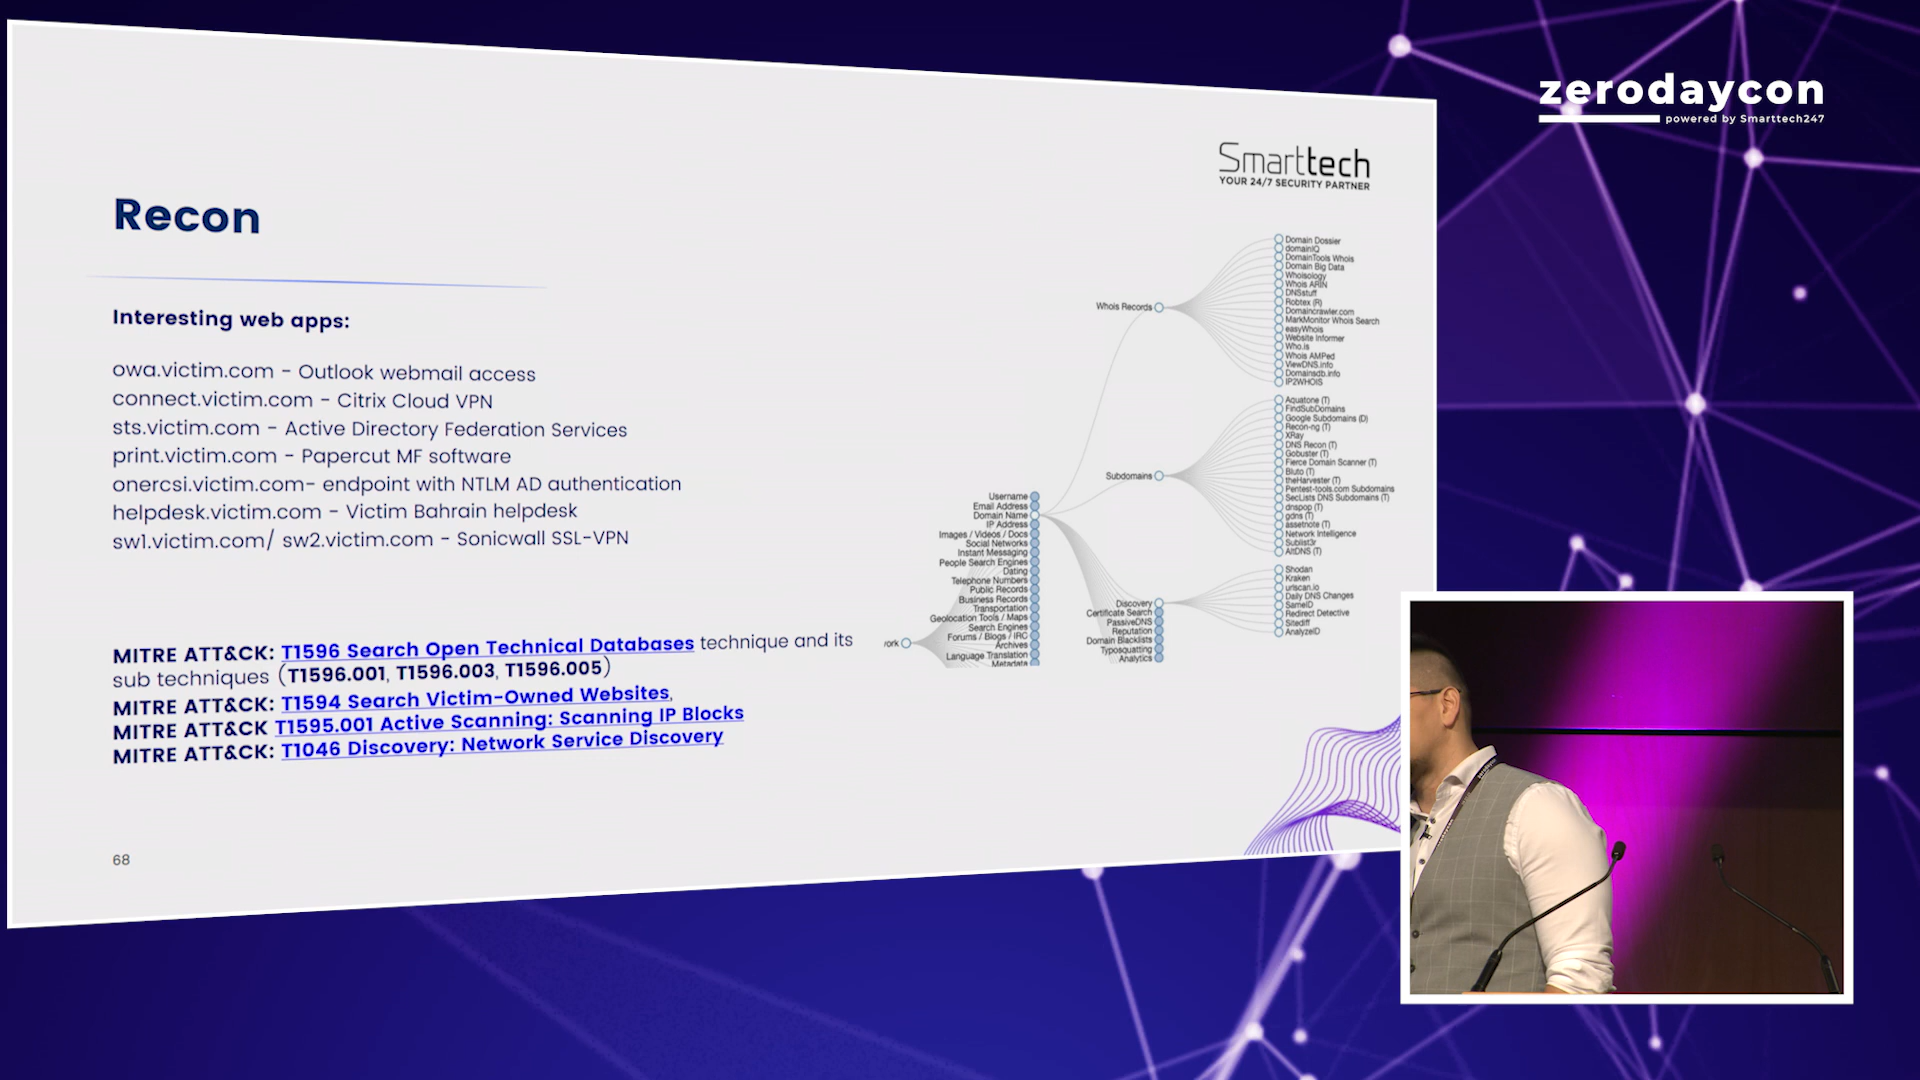 zerodaycon
powered by Smarttech247
Smarttech
YOUR 24/7 SECURITY PARTNER
Recon
Interesting web apps:
owa.victim.com - Outlook webmail access
connect.victim.com - Citrix Cloud VPN
sts.victim.com - Active Directory Federation Services
print.victim.com - Papercut MF software
onercsi.victim.com- endpoint with NTLM AD authentication
helpdesk.victim.com - Victim Bahrain helpdesk
sw1.victim.com/ sw2.victim.com - Sonicwall SSL-VPN
MITRE ATT&CK: T1596 Search Open Technical Databases technique and its
sub techniques (T1596.001, T1596.003, T1596.005)
MITRE ATT&CK: T1594 Search Victim-Owned Websites,
MITRE ATT&CK T1595.001 Active Scanning: Scanning IP Blocks
MITRE ATT&CK: T1046 Discovery: Network Service Discovery
68
rork
Username
Email Address
Domain Name
IP Address
Images / Videos / Docs
Social Networks
Instant Messaging
People Search Engines
Dating
Telephone Numbers
Public Records
Business Records
Transportation
Geolocation Tools / Maps
Search Engines
Forums / Blogs / IRC
Archives
Language Translation
Metadata
Whois Records
Subdomains
Discovery
Certificate Search
PassiveDNS
Reputation
Domain Blacklists
Typosquatting
Analytics
Domain Dossier
domainIQ
DomainTools Whois
Domain Big Data
Whoisology
Whois ARIN
DNSstuff
Robtex (R)
Domaincrawler.com
MarkMonitor Whois Search
easyWhois
Website Informer
Who.is
Whois AMPed
ViewDNS.info
Domainsdb.info
IP2WHOIS
Aquatone (T)
FindSubDomains
Google Subdomains (D)
Recon-ng (T)
XRay
DNS Recon (T)
Gobuster (T)
Fierce Domain Scanner (T)
Bluto (T)
theHarvester (T)
Pentest-tools.com Subdomains
SecLists DNS Subdomains (T)
dnspop (T)
gdns (T)
assetnote (T)
Network Intelligence
Sublist3r
AltDNS (T)
Shodan
Kraken
urlscan.io
Daily DNS Changes
SameID
Redirect Detective
Sitediff
AnalyzeID